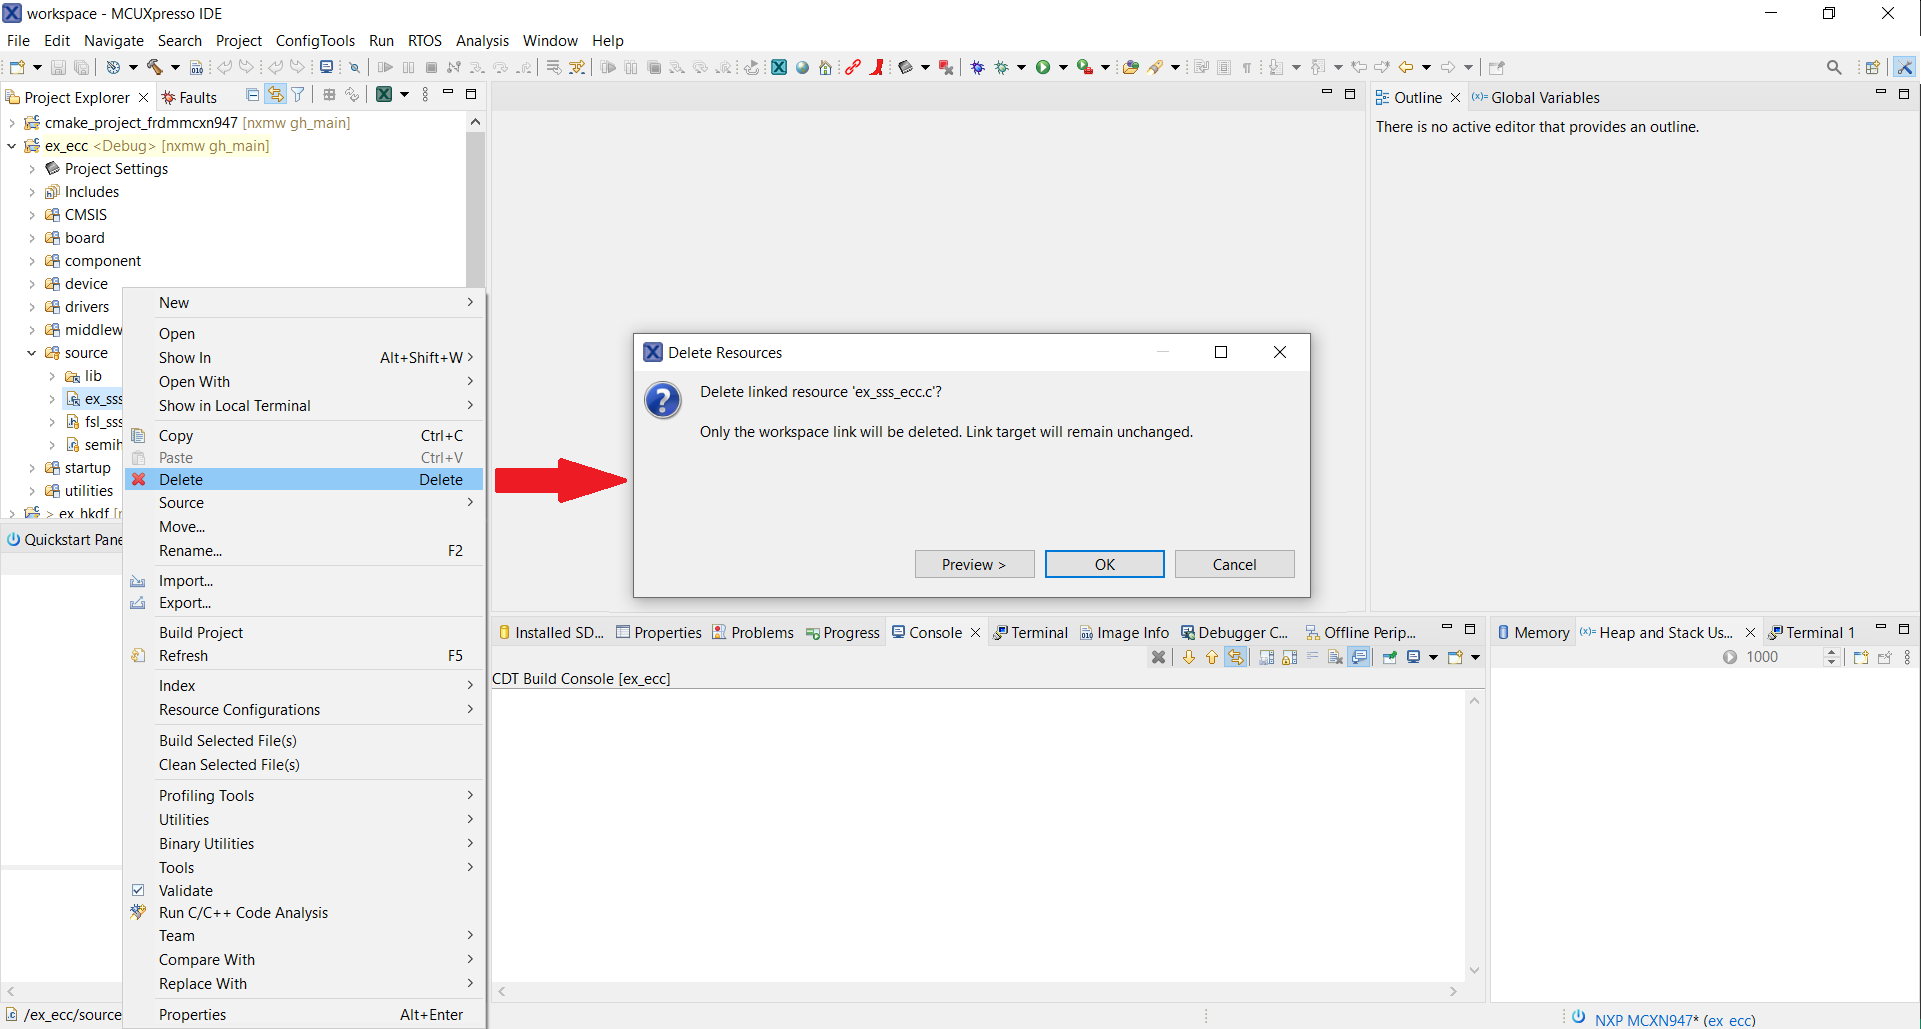 workspace - MCUXpresso IDE
File Edit Navigate Search Project ConfigTools Run RTOS Analysis Window Help
Project Explorer Faults
cmake_project_frdmmcxn947 [nxmw gh_main]
ex_ecc <Debug> [nxmw gh_main]
Project Settings
Includes
CMSIS
board
component
device
drivers
middlew
source
lib
ex_sss
fsl_sss
semih
startup
utilities
> ex_hkdf [n
Quickstart Pane
/ex_ecc/source
New
Open
Show In Alt+Shift+W
Open With
Show in Local Terminal
Copy Ctrl+C
Paste Ctrl+V
Delete Delete
Source
Move...
Rename... F2
Import...
Export...
Build Project
Refresh F5
Index
Resource Configurations
Build Selected File(s)
Clean Selected File(s)
Profiling Tools
Utilities
Binary Utilities
Tools
Validate
Run C/C++ Code Analysis
Team
Compare With
Replace With
Properties Alt+Enter
Delete Resources
Delete linked resource 'ex_sss_ecc.c'?
Only the workspace link will be deleted. Link target will remain unchanged.
Preview > OK Cancel
Outline Global Variables
There is no active editor that provides an outline.
Installed SD... Properties Problems Progress Console Terminal Image Info Debugger C... Offline Perip...
CDT Build Console [ex_ecc]
Memory Heap and Stack Us... Terminal 1
1000
NXP MCXN947* (ex_ecc)